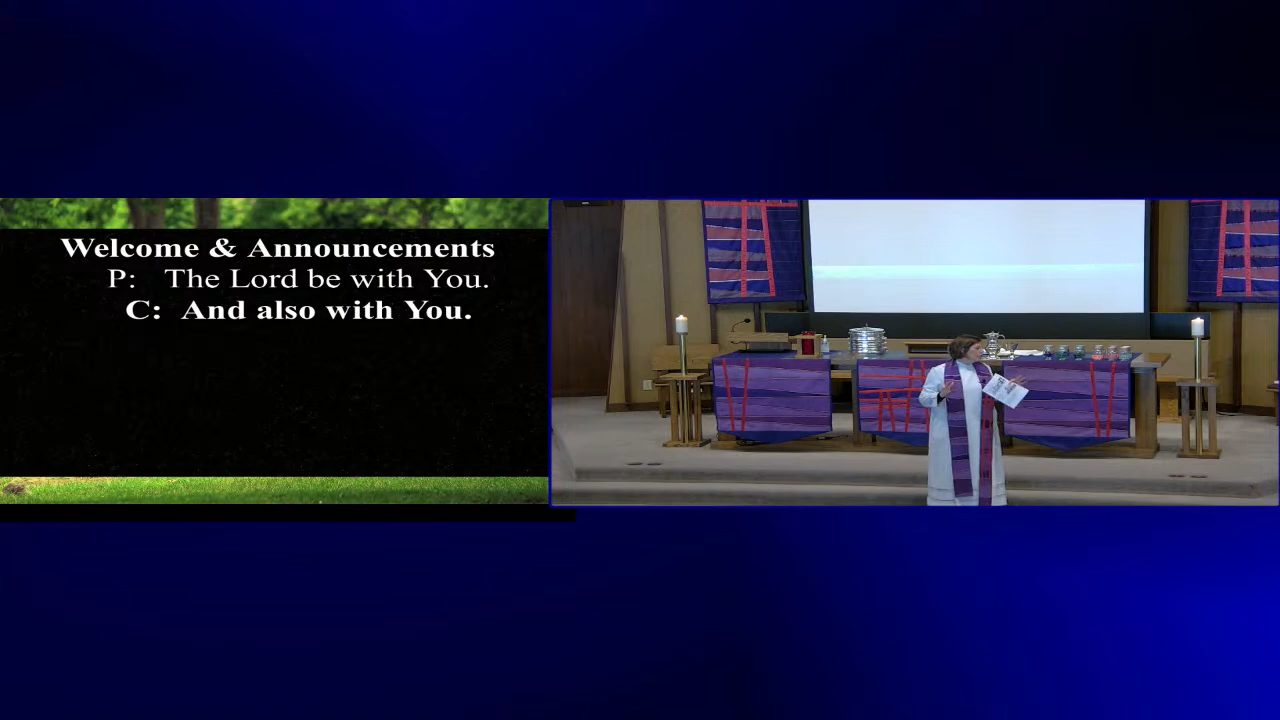 Welcome & Announcements
P: The Lord be with You.
C: And also with You.